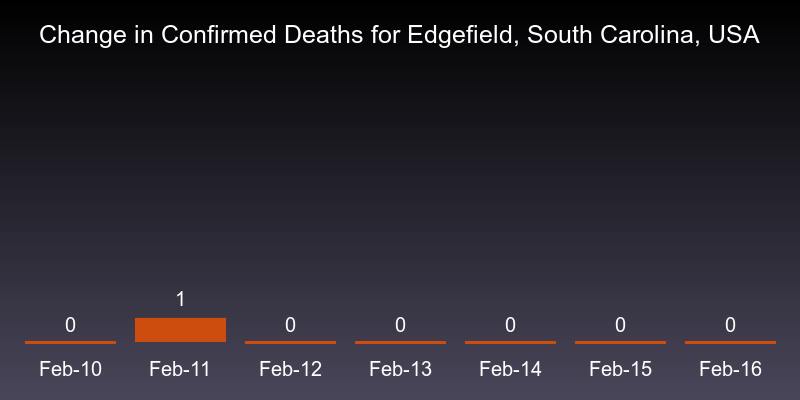 Change in Confirmed Deaths for Edgefield, South Carolina, USA
0 1 0 0 0 0 0
Feb-10 Feb-11 Feb-12 Feb-13 Feb-14 Feb-15 Feb-16